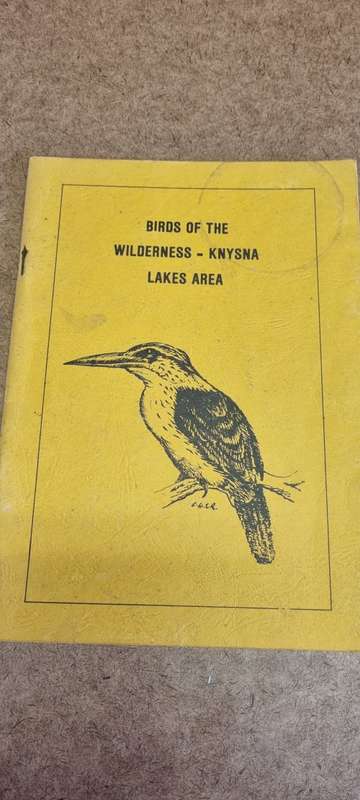 BIRDS OF THE
WILDERNESS - KNYSNA
LAKES AREA